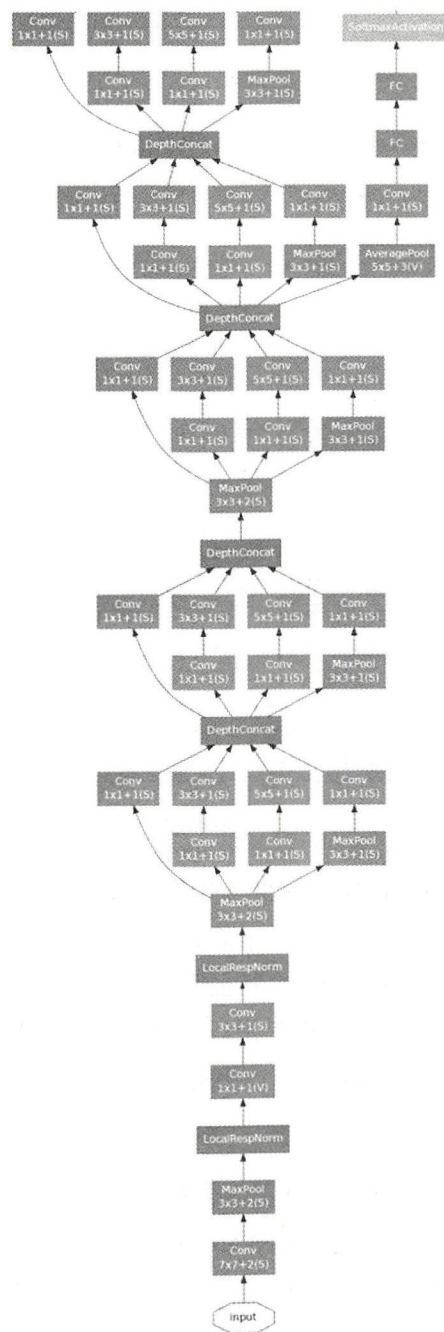 Conv Conv Conv Conv SoftmaxActivation
1x1+1(S) 3x3+1(S) 5x5+1(S) 1x1+1(S)
Conv Conv MaxPool FC
1x1+1(S) 1x1+1(S) 3x3+1(S)
DepthConcat FC
Conv Conv Conv Conv Conv
1x1+1(S) 3x3+1(S) 5x5+1(S) 1x1+1(S) 1x1+1(S)
Conv Conv MaxPool AveragePool
1x1+1(S) 1x1+1(S) 3x3+1(S) 5x5+3(V)
DepthConcat
Conv Conv Conv Conv
1x1+1(S) 3x3+1(S) 5x5+1(S) 1x1+1(S)
Conv Conv MaxPool
1x1+1(S) 1x1+1(S) 3x3+1(S)
MaxPool
3x3+2(S)
DepthConcat
Conv Conv Conv Conv
1x1+1(S) 3x3+1(S) 5x5+1(S) 1x1+1(S)
Conv Conv MaxPool
1x1+1(S) 1x1+1(S) 3x3+1(S)
DepthConcat
Conv Conv Conv Conv
1x1+1(S) 3x3+1(S) 5x5+1(S) 1x1+1(S)
Conv Conv MaxPool
1x1+1(S) 1x1+1(S) 3x3+1(S)
MaxPool
3x3+2(S)
LocalRespNorm
Conv
3x3+1(S)
Conv
1x1+1(V)
LocalRespNorm
MaxPool
3x3+2(S)
Conv
7x7+2(S)
input